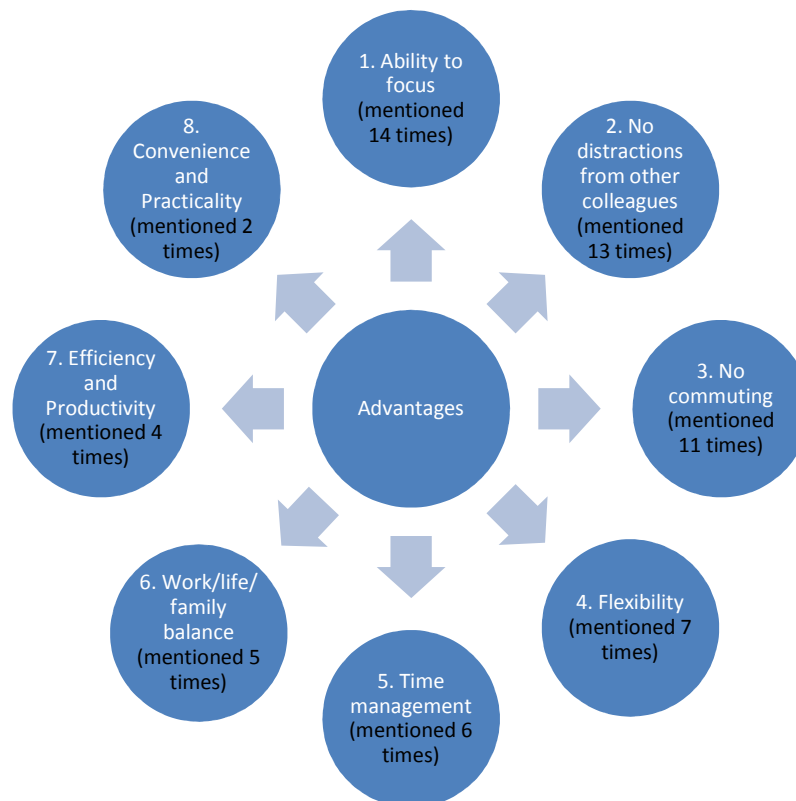 1. Ability to
focus
(mentioned
14 times)
2. No
distractions
from other
colleagues
(mentioned
13 times)
3. No
commuting
(mentioned
11 times)
4. Flexibility
(mentioned 7
times)
5. Time
management
(mentioned 6
times)
6. Work/life/
family
balance
(mentioned 5
times)
7. Efficiency
and
Productivity
(mentioned 4
times)
8.
Convenience
and
Practicality
(mentioned 2
times)
Advantages